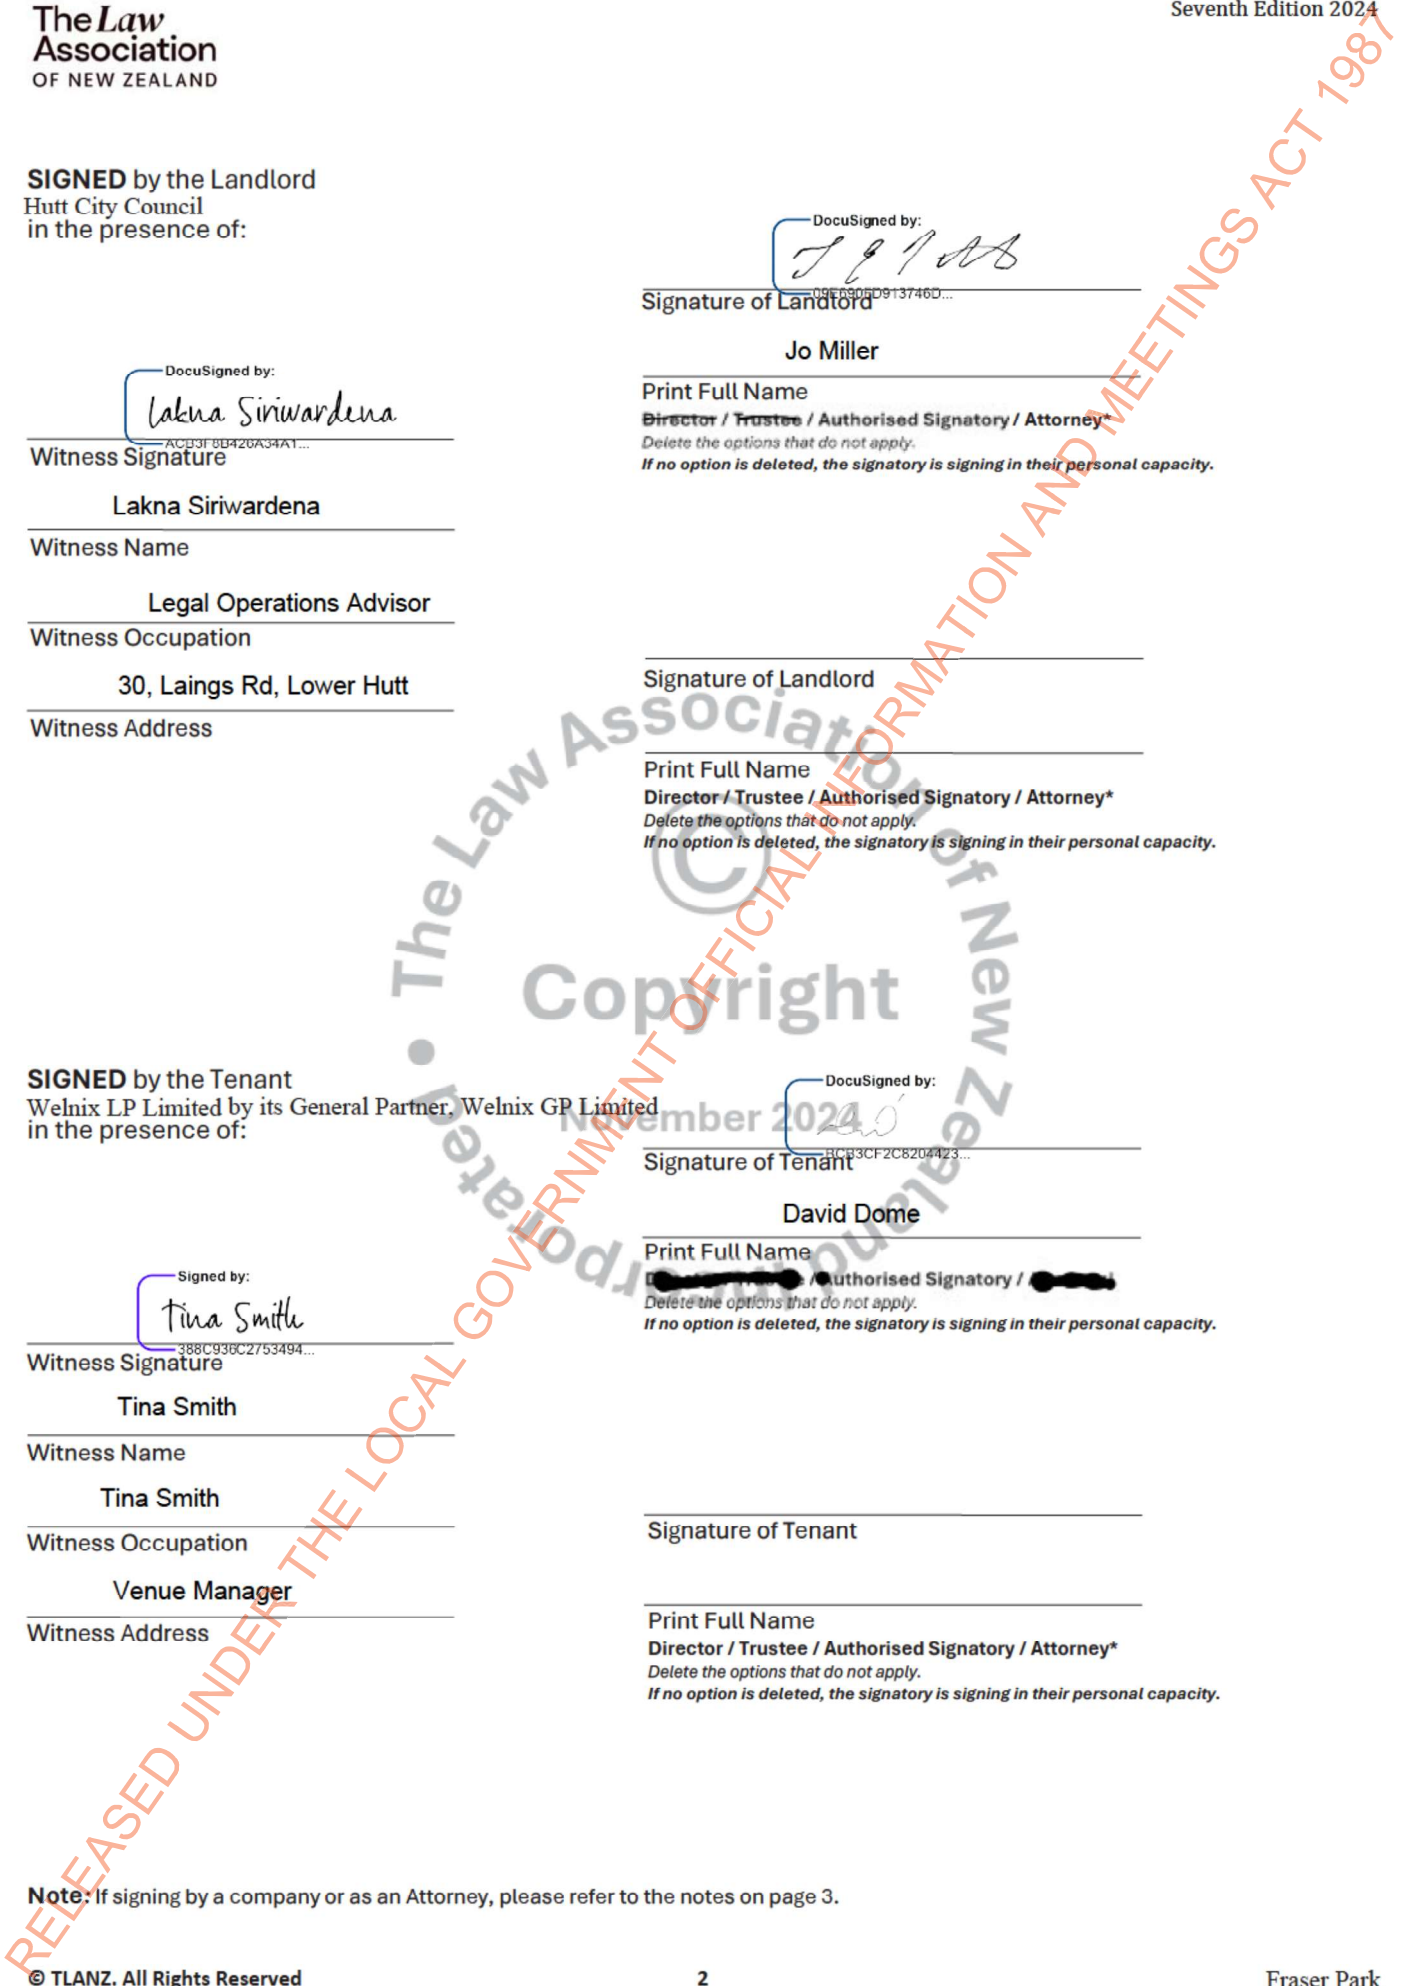 The Law
Association
OF NEW ZEALAND
Seventh Edition 2024
SIGNED by the Landlord
Hutt City Council
in the presence of:
DocuSigned by:
09E6905D913746D...
Signature of Landlord
Jo Miller
Print Full Name
Director / Trustee / Authorised Signatory / Attorney*
Delete the options that do not apply.
If no option is deleted, the signatory is signing in their personal capacity.
DocuSigned by:
Lakna Siriwardena
ACB3F8B426A34A1...
Witness Signature
Lakna Siriwardena
Witness Name
Legal Operations Advisor
Witness Occupation
30, Laings Rd, Lower Hutt
Witness Address
Signature of Landlord
Print Full Name
Director / Trustee / Authorised Signatory / Attorney*
Delete the options that do not apply.
If no option is deleted, the signatory is signing in their personal capacity.
The Law Association of New Zealand Incorporated
©
Copyright
November 2024
SIGNED by the Tenant
Welnix LP Limited by its General Partner, Welnix GP Limited
in the presence of:
DocuSigned by:
BCB3CF2C8204423...
Signature of Tenant
David Dome
Print Full Name
/ Authorised Signatory /
Delete the options that do not apply.
If no option is deleted, the signatory is signing in their personal capacity.
Signed by:
Tina Smith
388C936C2753494...
Witness Signature
Tina Smith
Witness Name
Tina Smith
Witness Occupation
Venue Manager
Witness Address
Signature of Tenant
Print Full Name
Director / Trustee / Authorised Signatory / Attorney*
Delete the options that do not apply.
If no option is deleted, the signatory is signing in their personal capacity.
Note: If signing by a company or as an Attorney, please refer to the notes on page 3.
© TLANZ. All Rights Reserved
2
Fraser Park
RELEASED UNDER THE LOCAL GOVERNMENT OFFICIAL INFORMATION AND MEETINGS ACT 1987